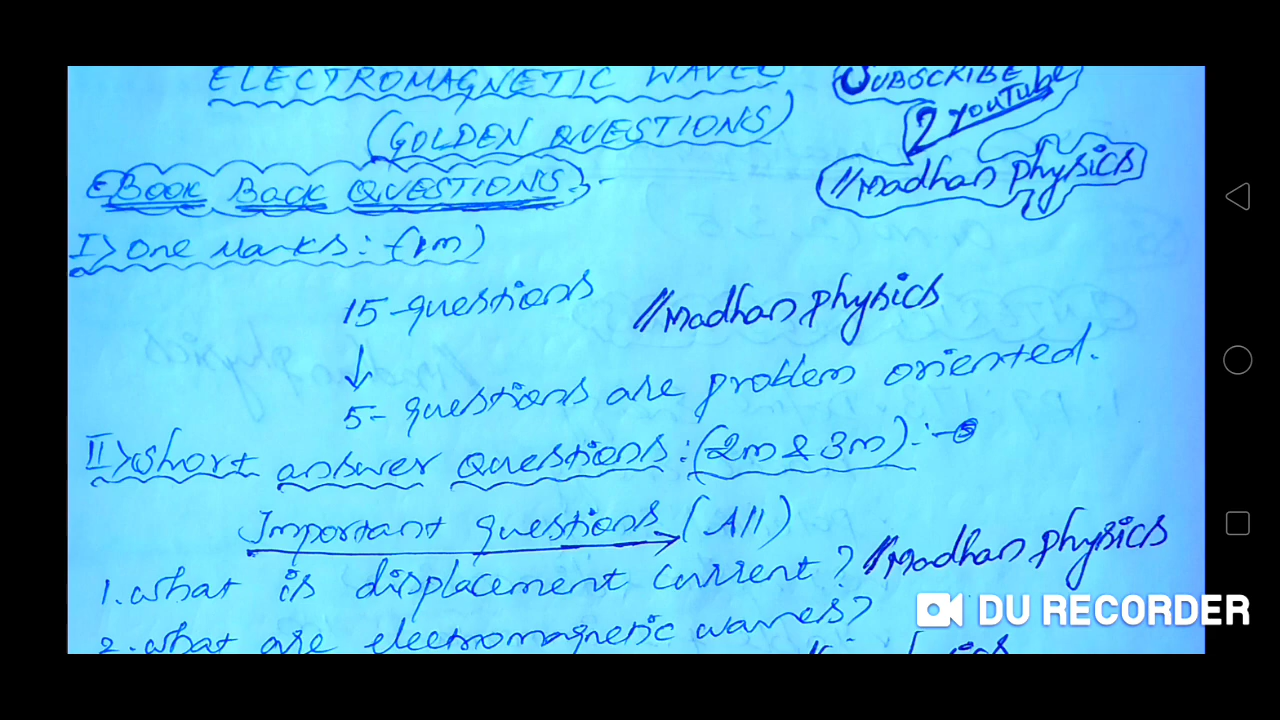 ELECTROMAGNETIC WAVES
(GOLDEN QUESTIONS)
SUBSCRIBE
2 YouTube
//Madhan physics
BOOK BACK QUESTIONS:-
I> One Marks: (1m)
15-questions
//Madhan physics
5- questions are problem oriented.
II> Short answer questions: (2m & 3m):-
Important questions (All)
1. What is displacement current? //Madhan physics
2. What are electromagnetic waves?
DU RECORDER